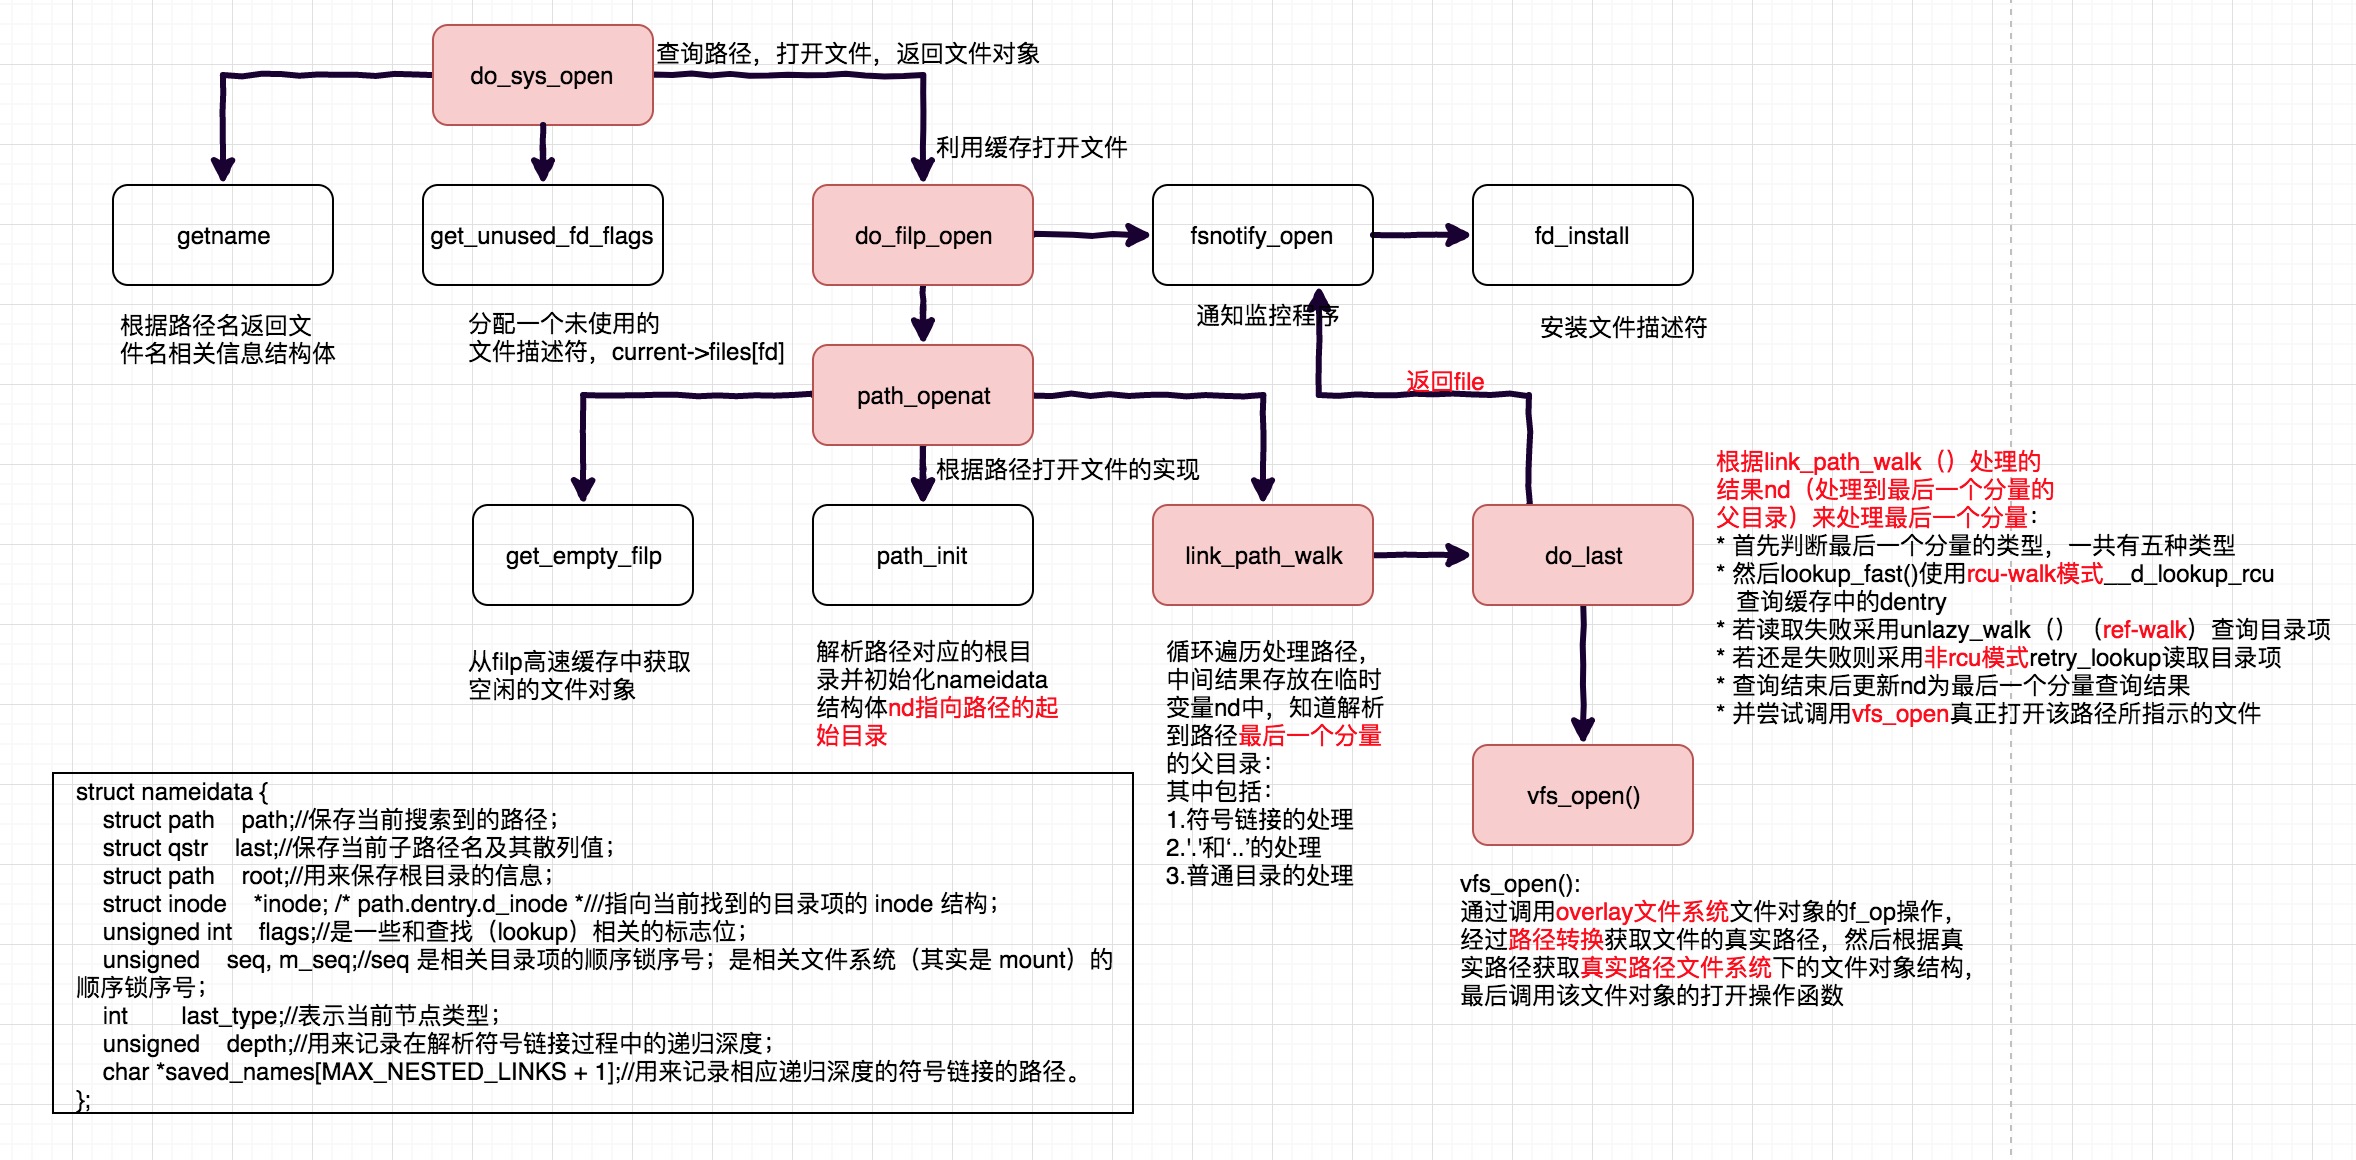 do_sys_open
查询路径，打开文件，返回文件对象
利用缓存打开文件
getname
get_unused_fd_flags
do_filp_open
fsnotify_open
fd_install
根据路径名返回文
件名相关信息结构体
分配一个未使用的
文件描述符，current->files[fd]
通知监控程序
安装文件描述符
path_openat
返回file
根据路径打开文件的实现
get_empty_filp
path_init
link_path_walk
do_last
根据link_path_walk（）处理的
结果nd（处理到最后一个分量的
父目录）来处理最后一个分量：
* 首先判断最后一个分量的类型，一共有五种类型
* 然后lookup_fast()使用rcu-walk模式__d_lookup_rcu
查询缓存中的dentry
* 若读取失败采用unlazy_walk（）（ref-walk）查询目录项
* 若还是失败则采用非rcu模式retry_lookup读取目录项
* 查询结束后更新nd为最后一个分量查询结果
* 并尝试调用vfs_open真正打开该路径所指示的文件
从filp高速缓存中获取
空闲的文件对象
解析路径对应的根目
录并初始化nameidata
结构体nd指向路径的起
始目录
循环遍历处理路径，
中间结果存放在临时
变量nd中，知道解析
到路径最后一个分量
的父目录：
其中包括：
1.符号链接的处理
2.'.'和‘..’的处理
3.普通目录的处理
vfs_open()
vfs_open():
通过调用overlay文件系统文件对象的f_op操作，
经过路径转换获取文件的真实路径，然后根据真
实路径获取真实路径文件系统下的文件对象结构，
最后调用该文件对象的打开操作函数
struct nameidata {
struct path    path;//保存当前搜索到的路径；
struct qstr    last;//保存当前子路径名及其散列值；
struct path    root;//用来保存根目录的信息；
struct inode    *inode; /* path.dentry.d_inode *///指向当前找到的目录项的 inode 结构；
unsigned int    flags;//是一些和查找（lookup）相关的标志位；
unsigned    seq, m_seq;//seq 是相关目录项的顺序锁序号；是相关文件系统（其实是 mount）的
顺序锁序号；
int        last_type;//表示当前节点类型；
unsigned    depth;//用来记录在解析符号链接过程中的递归深度；
char *saved_names[MAX_NESTED_LINKS + 1];//用来记录相应递归深度的符号链接的路径。
};